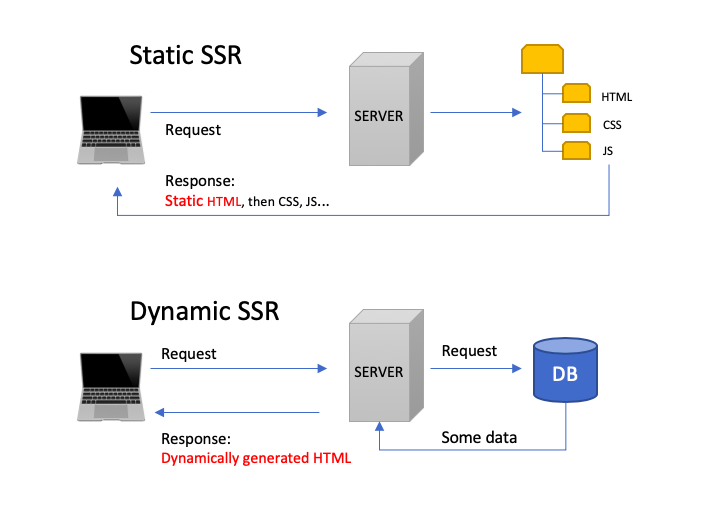 Static SSR
SERVER
HTML
Request
CSS
JS
Response:
Static HTML, then CSS, JS...
Dynamic SSR
Request
Request
SERVER
DB
Response:
Some data
Dynamically generated HTML